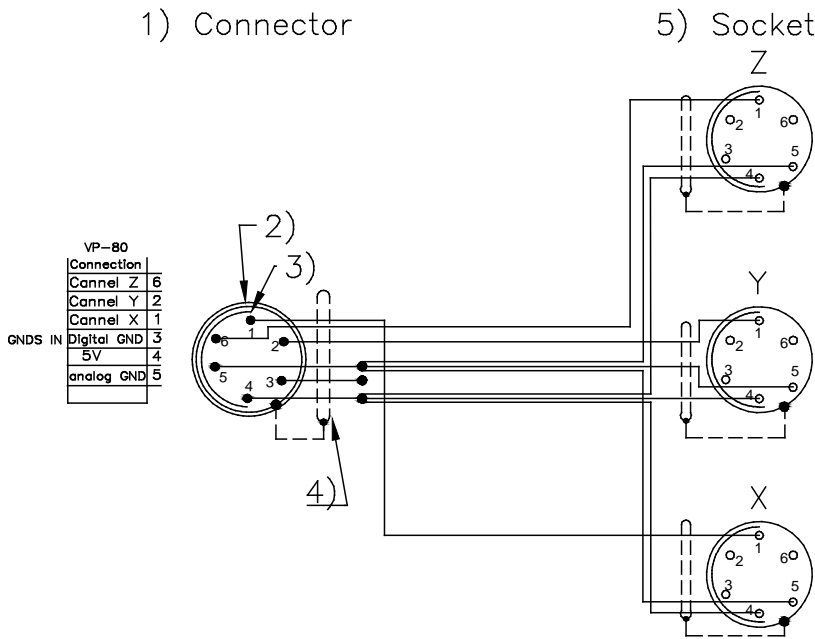 1) Connector
5) Socket
Z
1
2
6
3
5
4
2)
3)
VP-80
Connection
Cannel Z 6
Cannel Y 2
Cannel X 1
GNDS IN Digital GND 3
5V 4
analog GND 5
1
6
2
5
3
4
4)
Y
1
2
6
3
5
4
X
1
2
6
3
5
4